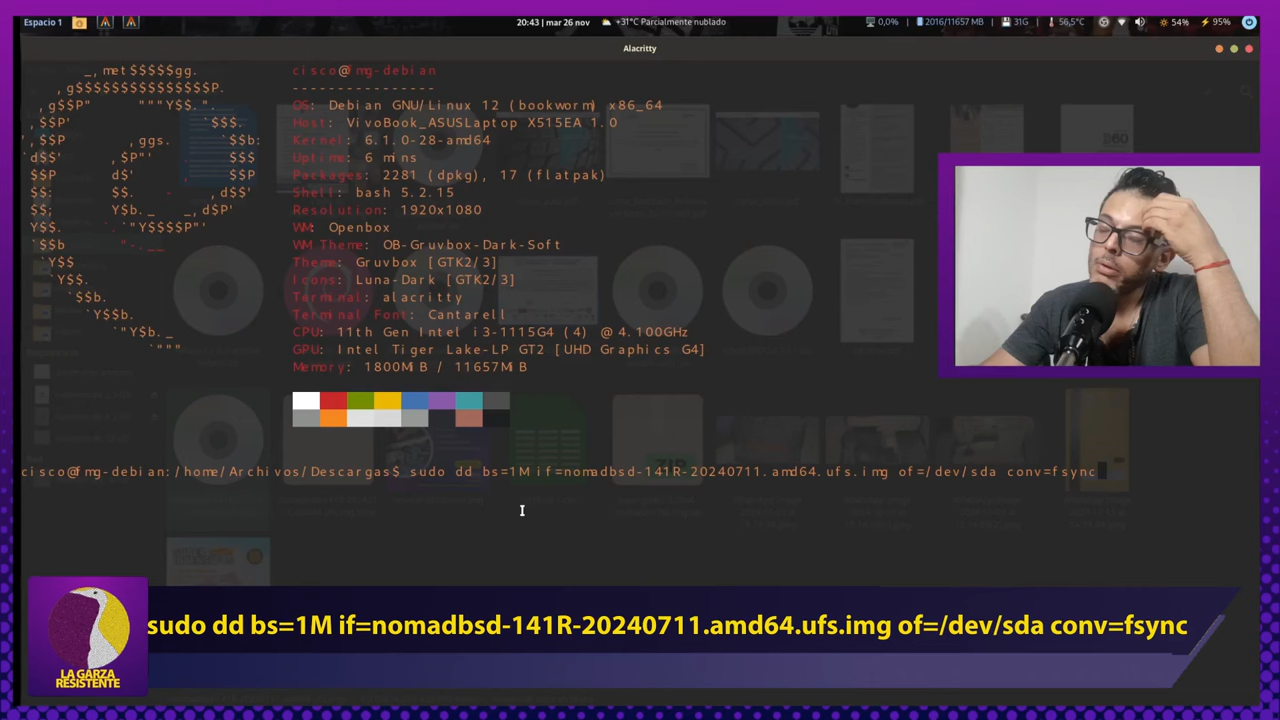 Espacio 1
20:43 | mar 26 nov
+31°C Parcialmente nublado
0,0% | 2016/11657 MB | 31G | 56,5°C | 54% 95%
Alacritty
_,met$$$$$gg.
,g$$$$$$$$$$$$$$$P.
,g$$P" """Y$$.".
',$$P `$$$.
',$$P ,ggs. `$$b:
`d$$' ,$P"' $$$
$$P d$' $$P
$$: $$. - ,d$$'
$$; Y$b._ _,d$P'
Y$$. `.`"Y$$$$P"'
`$$b "-.__
`Y$$
`Y$$.
`$$b.
`Y$$b.
`"Y$b._
`"""
cisco@fmg-debian
----------------
OS: Debian GNU/Linux 12 (bookworm) x86_64
Host: VivoBook_ASUSLaptop X515EA 1.0
Kernel: 6.1.0-28-amd64
Uptime: 6 mins
Packages: 2281 (dpkg), 17 (flatpak)
Shell: bash 5.2.15
Resolution: 1920x1080
WM: Openbox
WM Theme: OB-Gruvbox-Dark-Soft
Theme: Gruvbox [GTK2/3]
Icons: Luna-Dark [GTK2/3]
Terminal: alacritty
Terminal Font: Cantarell
CPU: 11th Gen Intel i3-1115G4 (4) @ 4.100GHz
GPU: Intel Tiger Lake-LP GT2 [UHD Graphics G4]
Memory: 1800MiB / 11657MiB
cisco@fmg-debian:/home/Archivos/Descargas$ sudo dd bs=1M if=nomadbsd-141R-20240711.amd64.ufs.img of=/dev/sda conv=fsync
sudo dd bs=1M if=nomadbsd-141R-20240711.amd64.ufs.img of=/dev/sda conv=fsync
LA GARZA
RESISTENTE